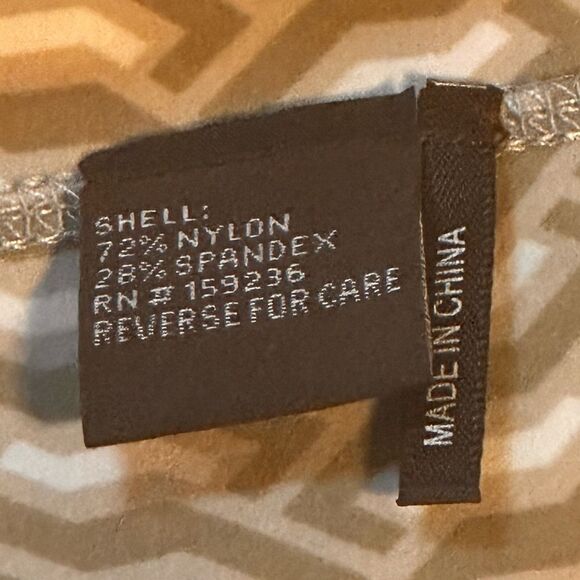 SHELL:
72% NYLON
28% SPANDEX
RN # 159236
REVERSE FOR CARE
MADE IN CHINA